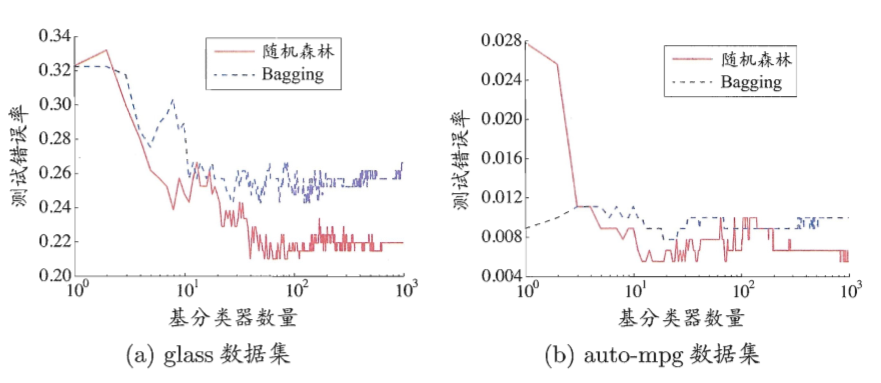 0.34
0.32
0.30
0.28
0.26
0.24
0.22
0.20
测试错误率
随机森林
Bagging
10^0
10^1
10^2
10^3
基分类器数量
(a) glass 数据集
0.028
0.024
0.020
0.016
0.012
0.008
0.004
测试错误率
随机森林
Bagging
10^0
10^1
10^2
10^3
基分类器数量
(b) auto-mpg 数据集